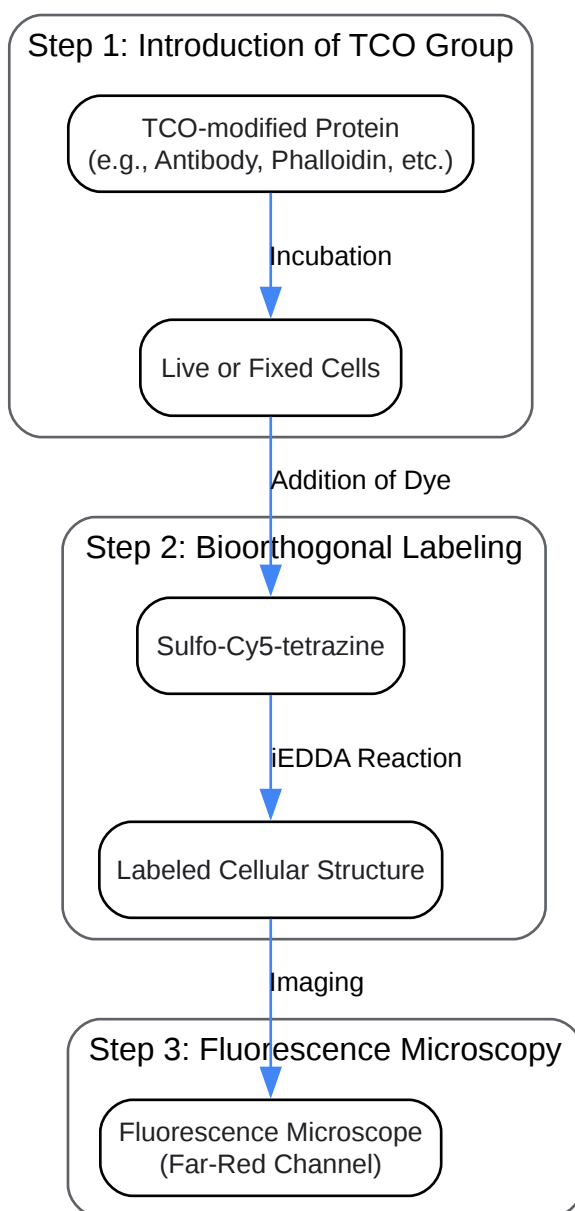 Step 1: Introduction of TCO Group
TCO-modified Protein
(e.g., Antibody, Phalloidin, etc.)
Incubation
Live or Fixed Cells
Addition of Dye
Step 2: Bioorthogonal Labeling
Sulfo-Cy5-tetrazine
iEDDA Reaction
Labeled Cellular Structure
Imaging
Step 3: Fluorescence Microscopy
Fluorescence Microscope
(Far-Red Channel)